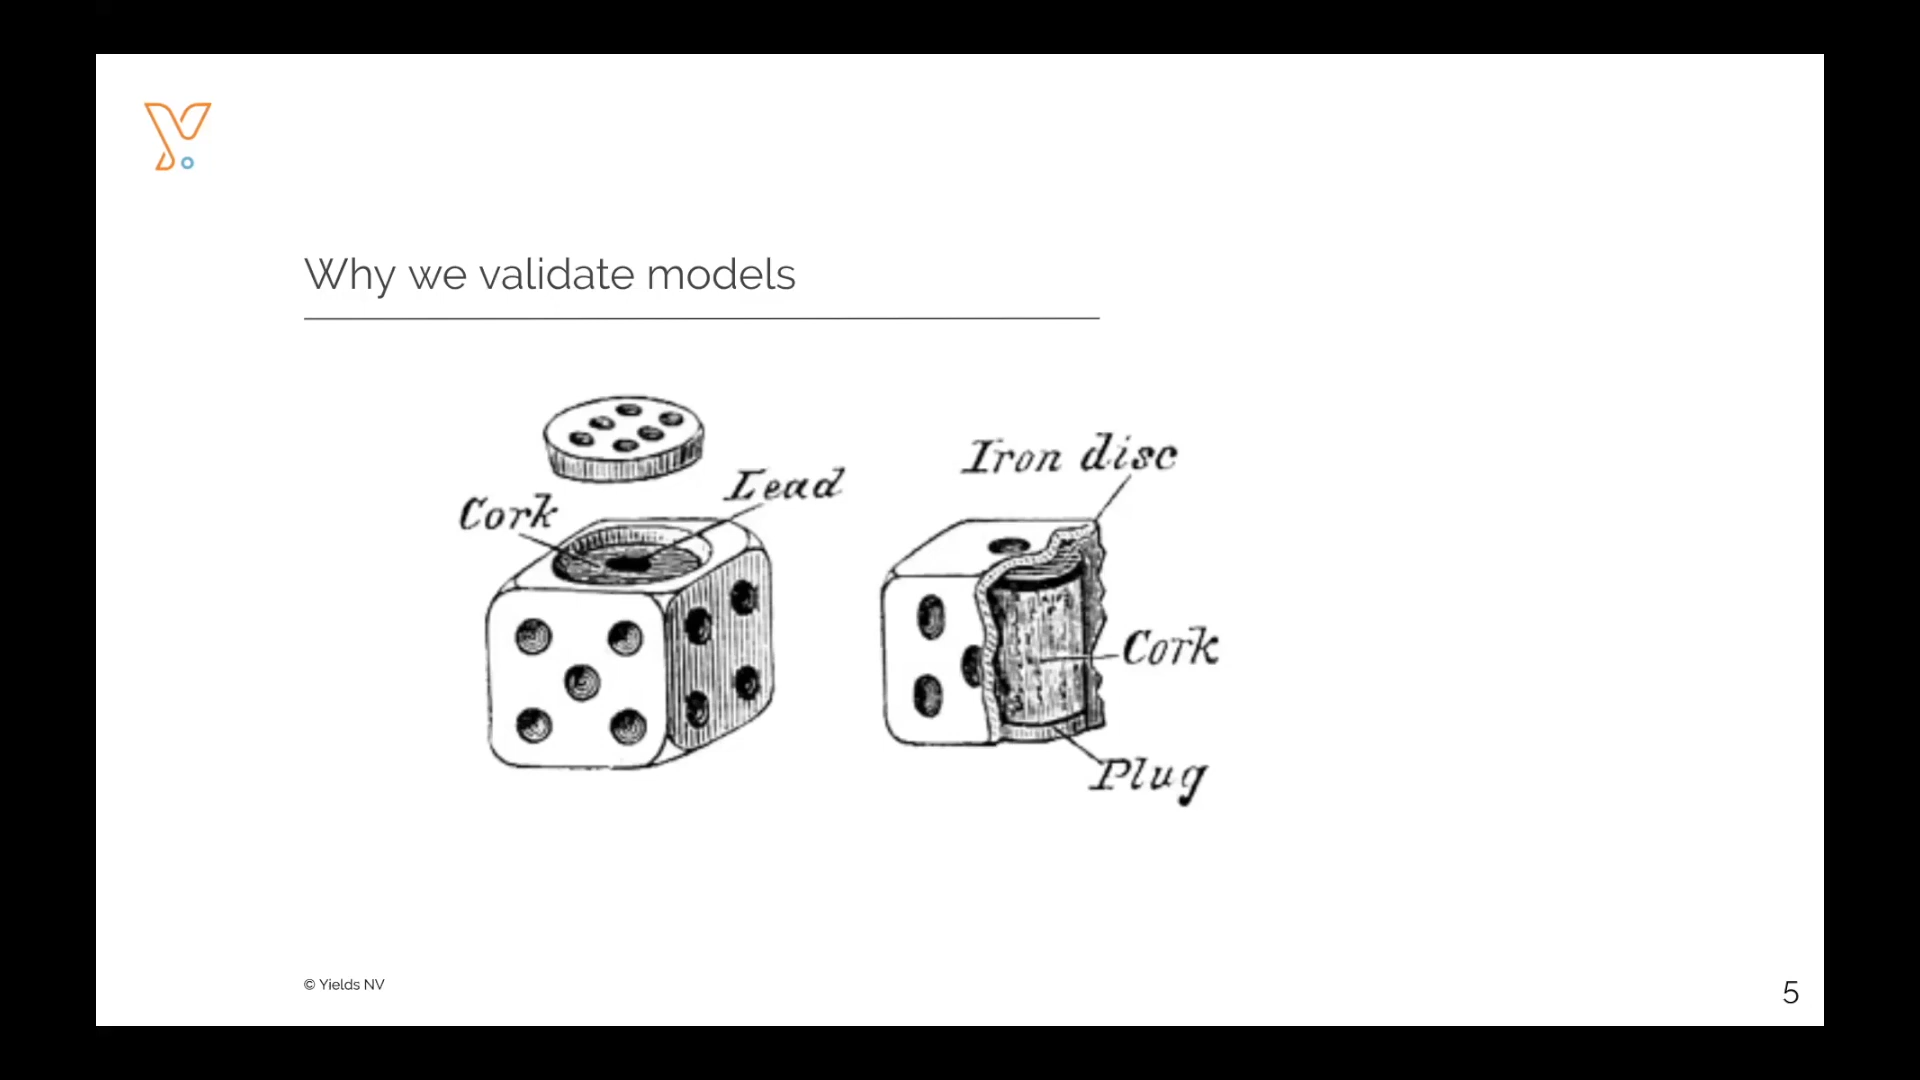 Why we validate models
Cork
Lead
Iron disc
Cork
Plug
© Yields NV
5